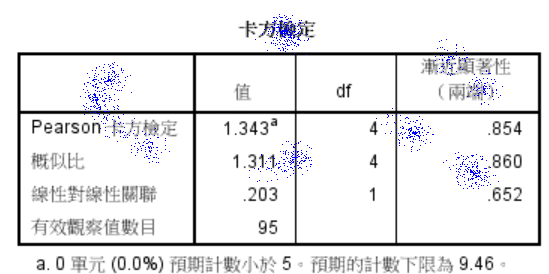 卡方檢定
值 df 漸近顯著性
（兩端）
Pearson 卡方檢定 1.343a 4 .854
概似比 1.311 4 .860
線性對線性關聯 .203 1 .652
有效觀察值數目 95
a. 0 單元 (0.0%) 預期計數小於 5。預期的計數下限為 9.46。